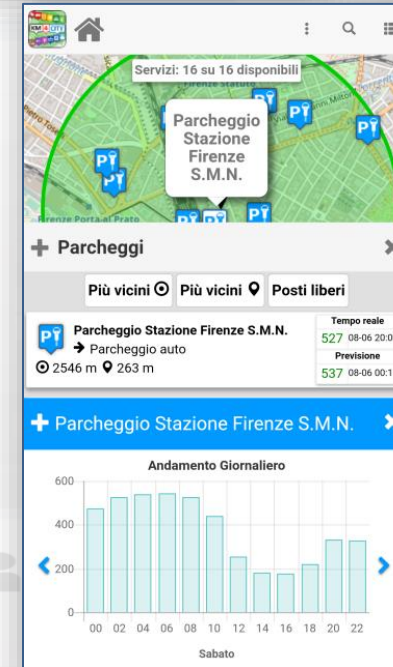 KM4CITY
Servizi: 16 su 16 disponibili
Firenze Statuto
Parcheggio
Stazione
Firenze
S.M.N.
Firenze Porta al Prato
Parcheggi
Più vicini Più vicini Posti liberi
Parcheggio Stazione Firenze S.M.N.
Parcheggio auto
2546 m 263 m
Tempo reale
527 08-06 20:0
Previsione
537 08-06 00:1
Parcheggio Stazione Firenze S.M.N.
Andamento Giornaliero
600
400
200
0
00 02 04 06 08 10 12 14 16 18 20 22
Sabato